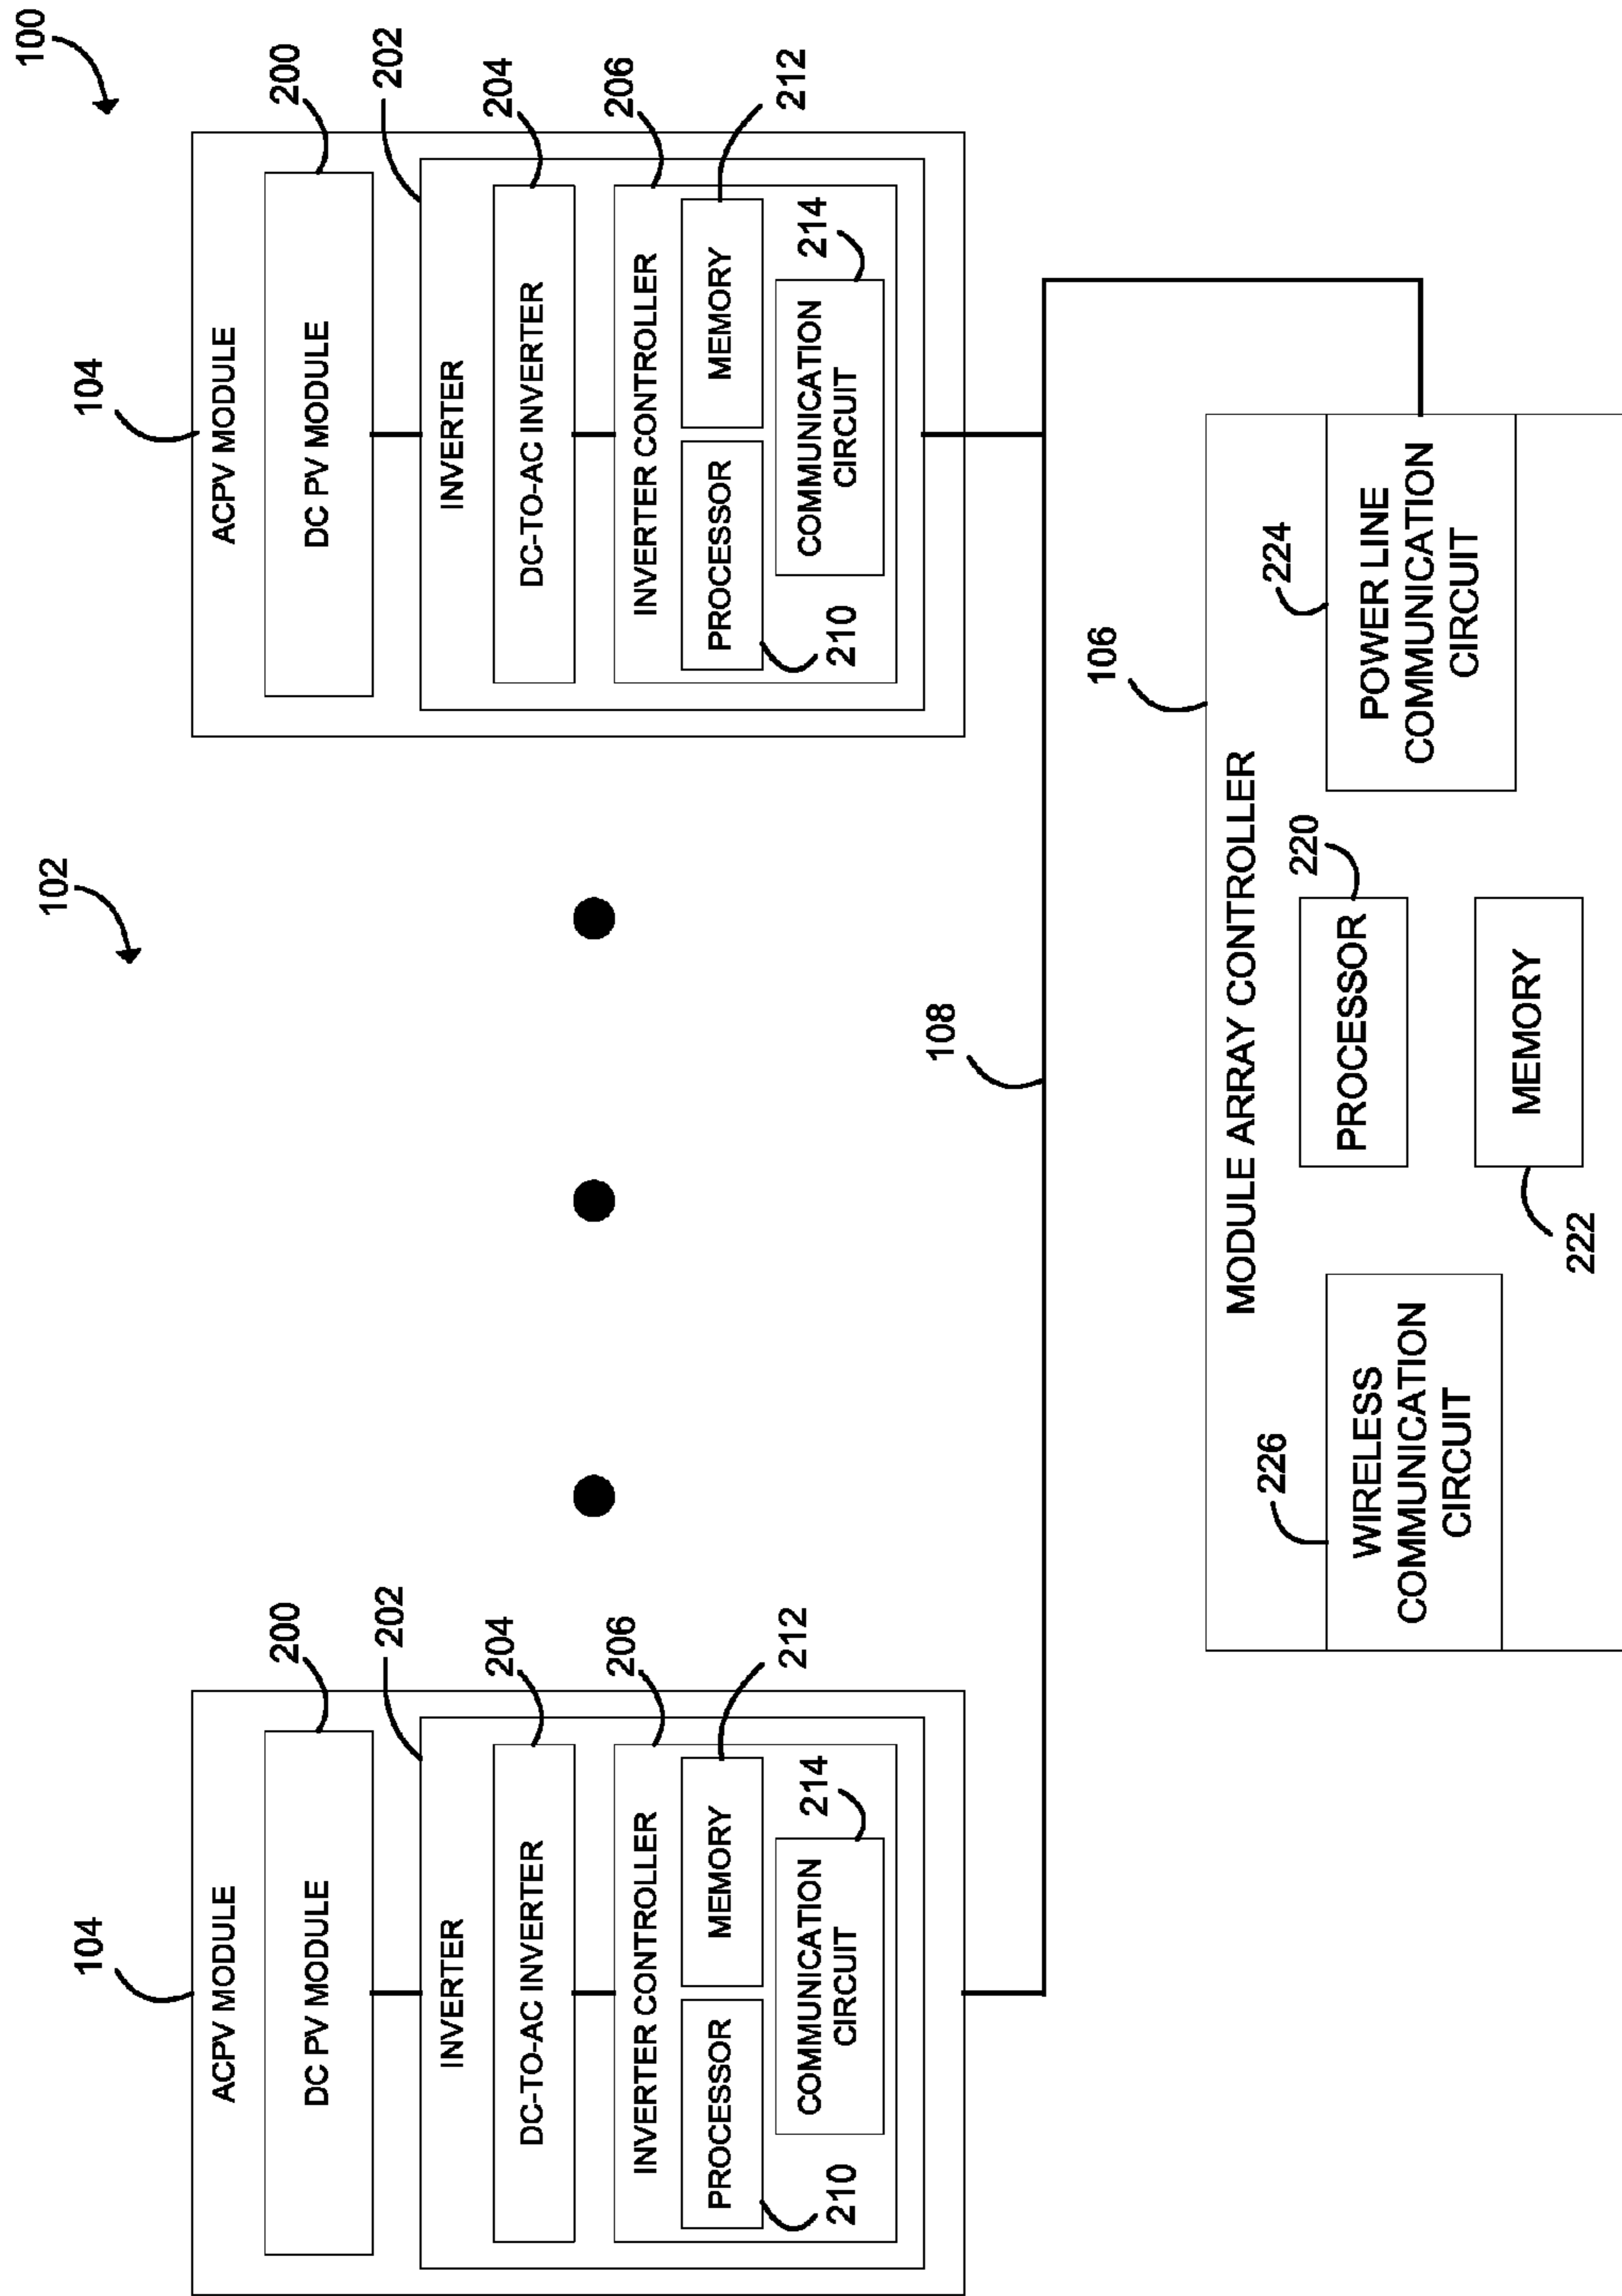 100
102
104
ACPV MODULE
200
DC PV MODULE
202
INVERTER
204
DC-TO-AC INVERTER
206
INVERTER CONTROLLER
PROCESSOR
MEMORY
212
210
COMMUNICATION
CIRCUIT
214
104
ACPV MODULE
200
DC PV MODULE
202
INVERTER
204
DC-TO-AC INVERTER
206
INVERTER CONTROLLER
PROCESSOR
MEMORY
212
210
COMMUNICATION
CIRCUIT
214
108
106
MODULE ARRAY CONTROLLER
226
WIRELESS
COMMUNICATION
CIRCUIT
PROCESSOR
220
MEMORY
222
224
POWER LINE
COMMUNICATION
CIRCUIT